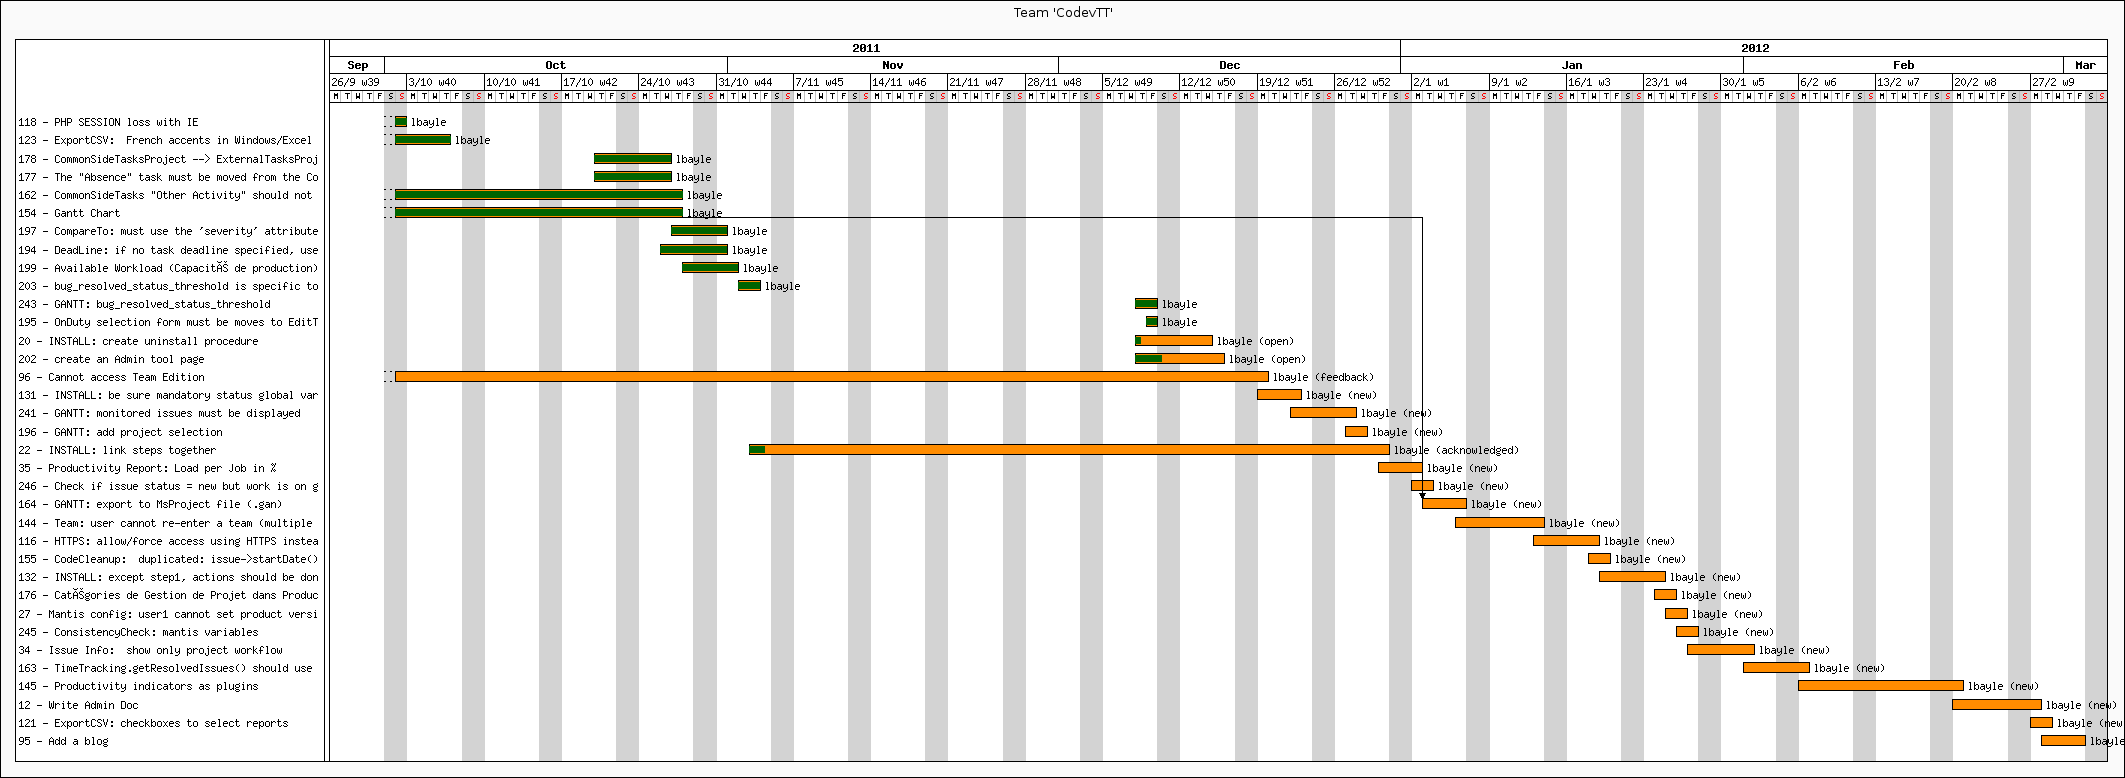 Team 'CodevTT'
2011 2012
Sep Oct Nov Dec Jan Feb Mar
26/9 w39 3/10 w40 10/10 w41 17/10 w42 24/10 w43 31/10 w44 7/11 w45 14/11 w46 21/11 w47 28/11 w48 5/12 w49 12/12 w50 19/12 w51 26/12 w52 2/1 w1 9/1 w2 16/1 w3 23/1 w4 30/1 w5 6/2 w6 13/2 w7 20/2 w8 27/2 w9
M T W T F S S M T W T F S S M T W T F S S M T W T F S S M T W T F S S M T W T F S S M T W T F S S M T W T F S S M T W T F S S M T W T F S S M T W T F S S M T W T F S S M T W T F S S M T W T F S S M T W T F S S M T W T F S S M T W T F S S M T W T F S S M T W T F S S M T W T F S S M T W T F S S M T W T F S S M T W T F S S
118 - PHP SESSION loss with IE lbayle
123 - ExportCSV:  French accents in Windows/Excel lbayle
178 - CommonSideTasksProject --> ExternalTasksProj lbayle
177 - The "Absence" task must be moved from the Co lbayle
162 - CommonSideTasks "Other Activity" should not lbayle
154 - Gantt Chart lbayle
197 - CompareTo: must use the 'severity' attribute lbayle
194 - DeadLine: if no task deadline specified, use lbayle
199 - Available Workload (CapacitÃŠ de production) lbayle
203 - bug_resolved_status_threshold is specific to lbayle
243 - GANTT: bug_resolved_status_threshold lbayle
195 - OnDuty selection form must be moves to EditT lbayle
20 - INSTALL: create uninstall procedure lbayle (open)
202 - create an Admin tool page lbayle (open)
96 - Cannot access Team Edition lbayle (feedback)
131 - INSTALL: be sure mandatory status global var lbayle (new)
241 - GANTT: monitored issues must be displayed lbayle (new)
196 - GANTT: add project selection lbayle (new)
22 - INSTALL: link steps together lbayle (acknowledged)
35 - Productivity Report: Load per Job in % lbayle (new)
246 - Check if issue status = new but work is on g lbayle (new)
164 - GANTT: export to MsProject file (.gan) lbayle (new)
144 - Team: user cannot re-enter a team (multiple lbayle (new)
116 - HTTPS: allow/force access using HTTPS instea lbayle (new)
155 - CodeCleanup:  duplicated: issue->startDate() lbayle (new)
132 - INSTALL: except step1, actions should be don lbayle (new)
176 - CatÃŠgories de Gestion de Projet dans Produc lbayle (new)
27 - Mantis config: user1 cannot set product versi lbayle (new)
245 - ConsistencyCheck: mantis variables lbayle (new)
34 - Issue Info:  show only project workflow lbayle (new)
163 - TimeTracking.getResolvedIssues() should use lbayle (new)
145 - Productivity indicators as plugins lbayle (new)
12 - Write Admin Doc lbayle (new)
121 - ExportCSV: checkboxes to select reports lbayle (new
95 - Add a blog lbayle